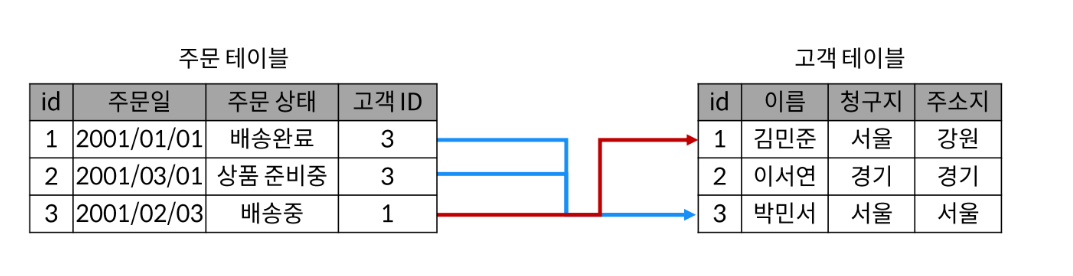 주문 테이블
id 주문일 주문 상태 고객 ID
1 2001/01/01 배송완료 3
2 2001/03/01 상품 준비중 3
3 2001/02/03 배송중 1
고객 테이블
id 이름 청구지 주소지
1 김민준 서울 강원
2 이서연 경기 경기
3 박민서 서울 서울